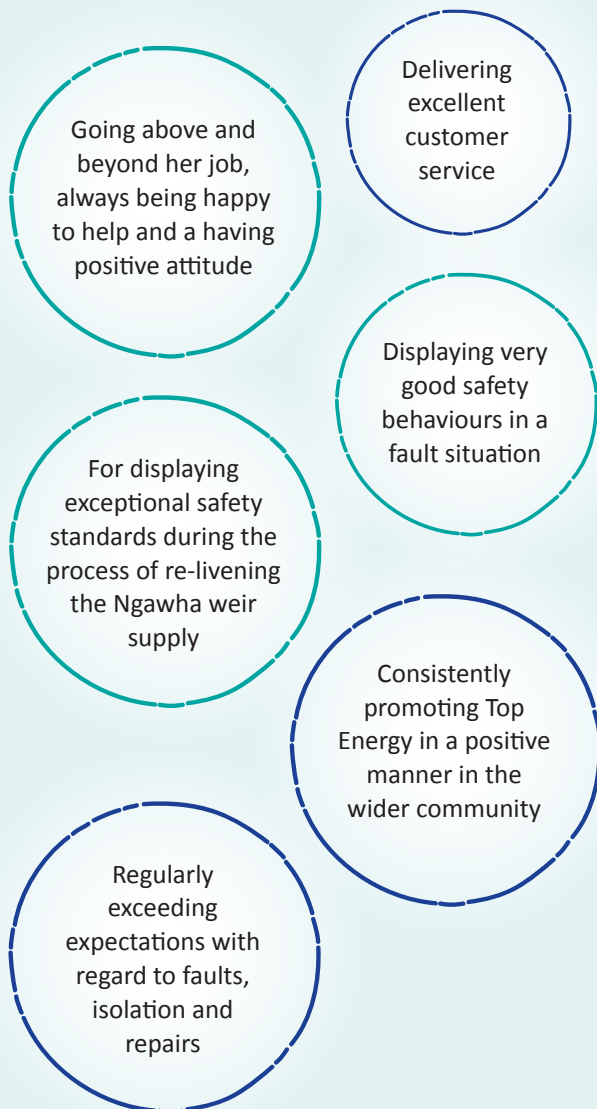 Going above and
beyond her job,
always being happy
to help and a having
positive attitude
Delivering
excellent
customer
service
Displaying very
good safety
behaviours in a
fault situation
For displaying
exceptional safety
standards during the
process of re-livening
the Ngawha weir
supply
Consistently
promoting Top
Energy in a positive
manner in the
wider community
Regularly
exceeding
expectations with
regard to faults,
isolation and
repairs